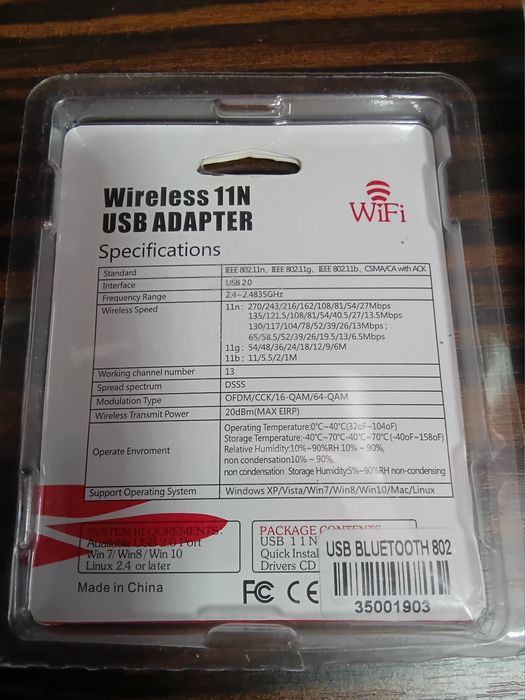 Wireless 11N
USB ADAPTER
WiFi
Specifications
Standard IEEE 802.11n, IEEE 802.11g, IEEE 802.11b, CSMA/CA with ACK
Interface USB 2.0
Frequency Range 2.4~2.4835GHz
Wireless Speed 11n: 270/243/216/162/108/81/54/27Mbps
135/121.5/108/81/54/40.5/27/13.5Mbps
130/117/104/78/52/39/26/13Mbps;
65/58.5/52/39/26/19.5/13/6.5Mbps
11g: 54/48/36/24/18/12/9/6M
11b: 11/5.5/2/1M
Working channel number 13
Spread spectrum DSSS
Modulation Type OFDM/CCK/16-QAM/64-QAM
Wireless Transmit Power 20dBm(MAX EIRP)
Operate Envroment Operating Temperature:0°C~40°C(32oF~104oF)
Storage Temperature:-40°C~70°C-40°C~70°C (-40oF~158oF)
Relative Humidity:10%~90%RH 10% ~ 90%,
non condensation10% ~ 90%,
non condensation Storage Humidity:5%~90%RH non-condensing
Support Operating System Windows XP/Vista/Win7/Win8/Win10/Mac/Linux
SYSTEM REQUREMENTS:
Available USB 2.0 Port
Win 7/ Win8/ Win 10
Linux 2.4 or later
PACKAGE CONTENTS
USB 11N
Quick Instal
Drivers CD
USB BLUETOOTH 802
35001903
Made in China
FC CE